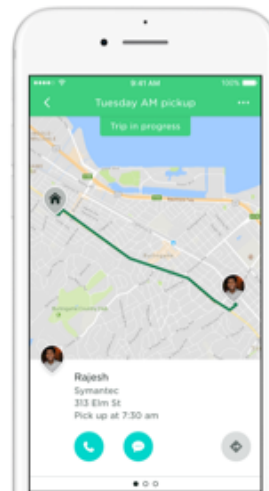 9:41 AM 100%
Tuesday AM pickup
Trip in progress
Rajesh
Symantec
313 Elm St
Pick up at 7:30 am